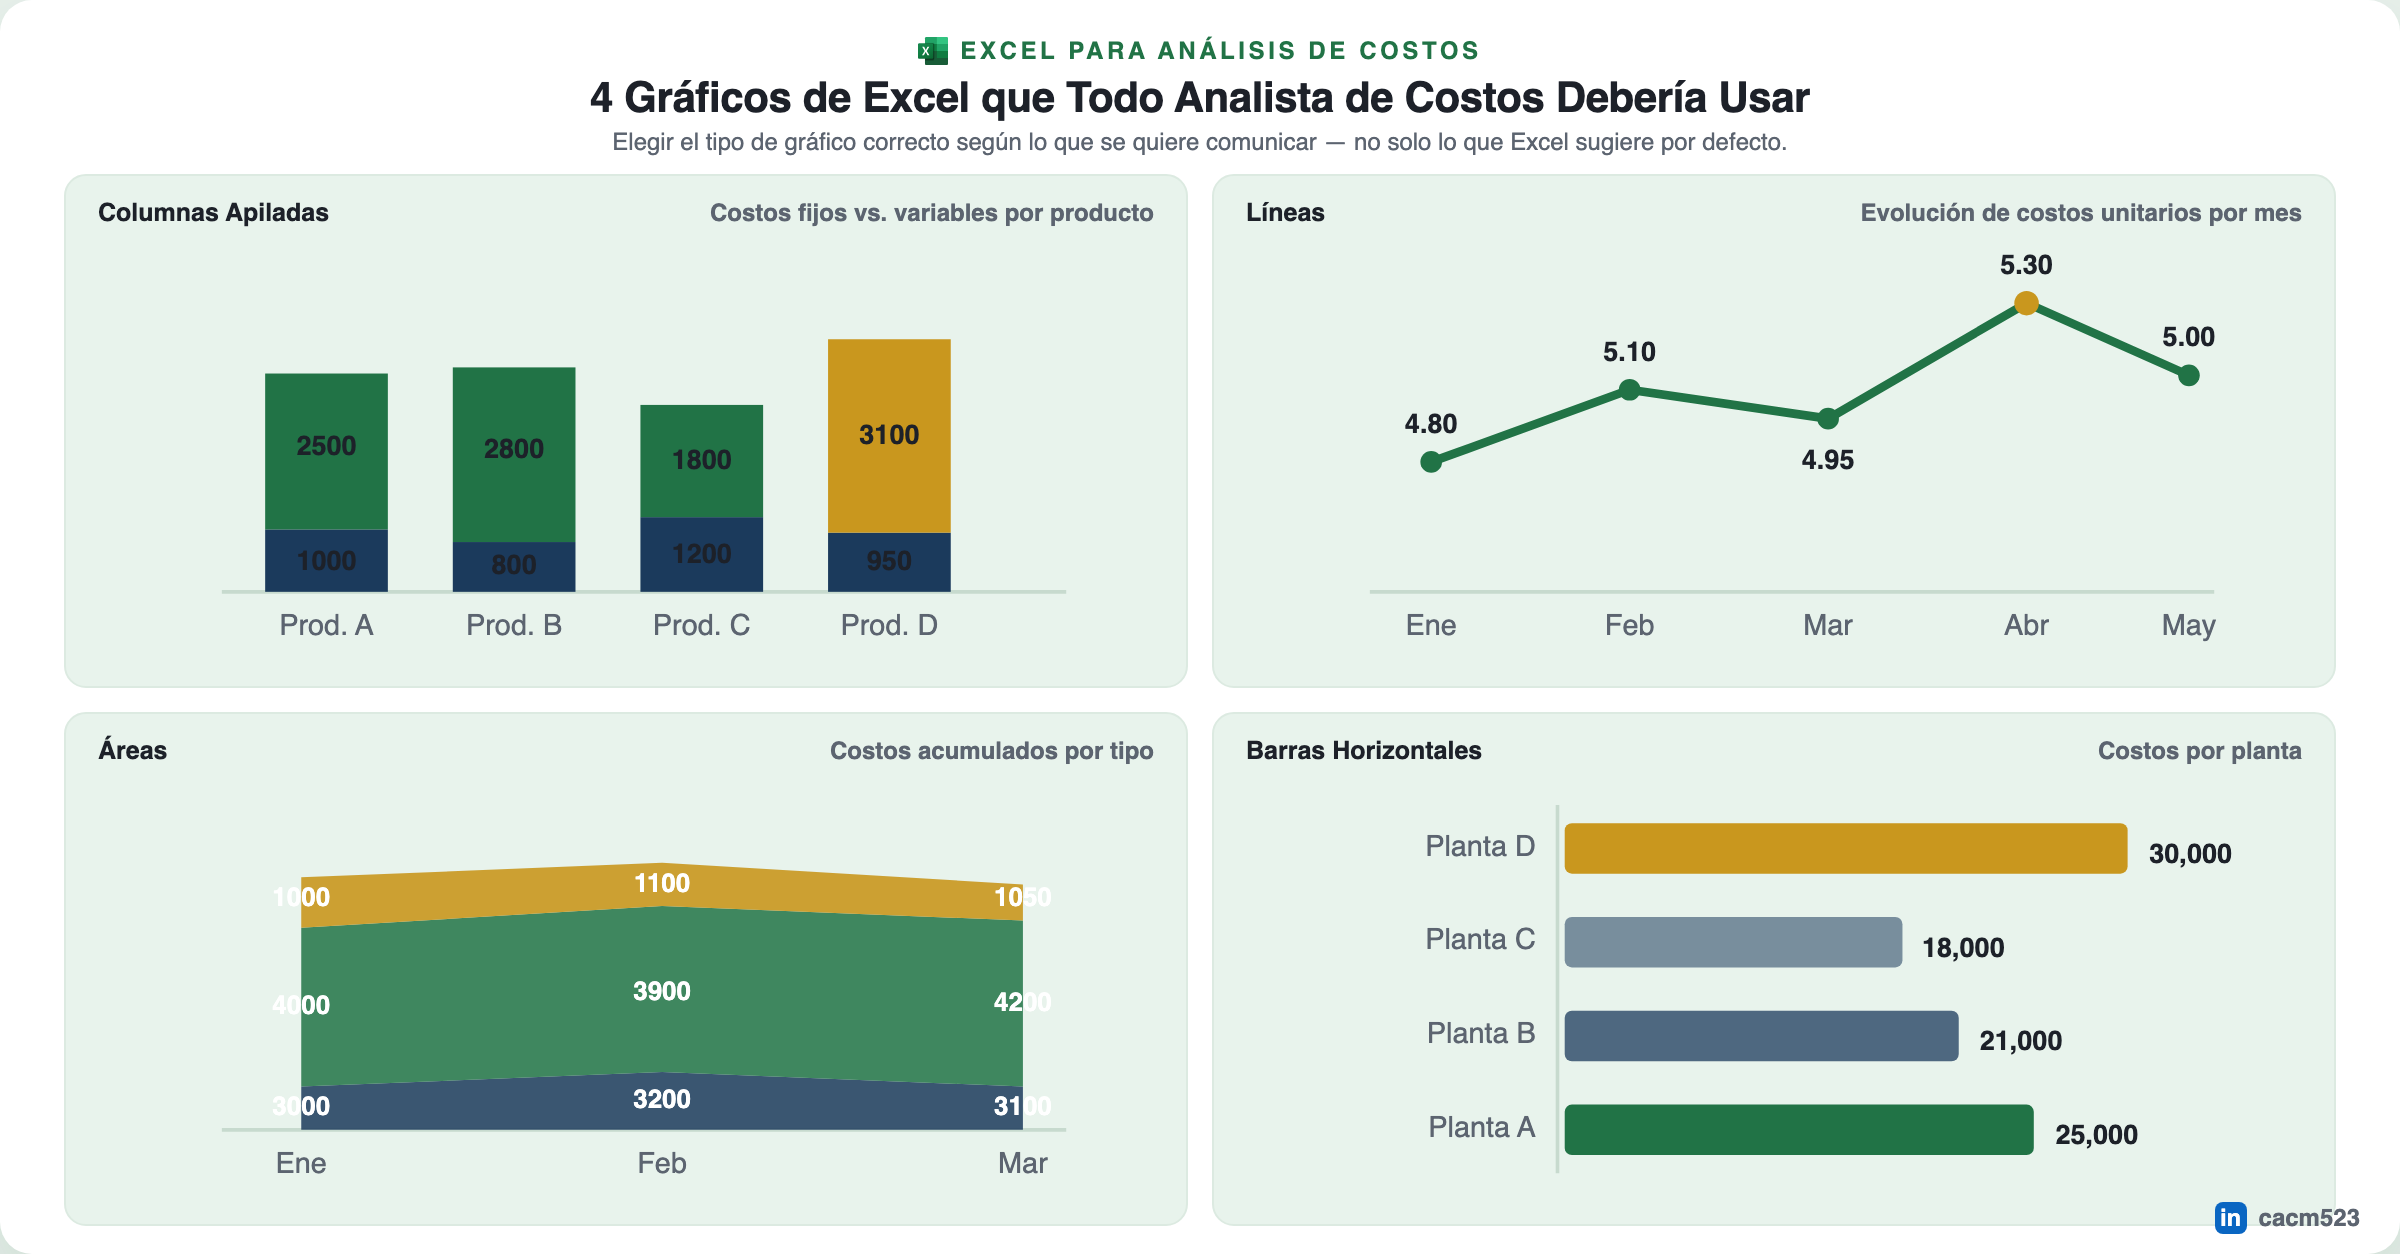 EXCEL PARA ANÁLISIS DE COSTOS
4 Gráficos de Excel que Todo Analista de Costos Debería Usar
Elegir el tipo de gráfico correcto según lo que se quiere comunicar — no solo lo que Excel sugiere por defecto.
Columnas Apiladas
Costos fijos vs. variables por producto
2500
2800
1800
3100
1000
800
1200
950
Prod. A
Prod. B
Prod. C
Prod. D
Líneas
Evolución de costos unitarios por mes
4.80
5.10
4.95
5.30
5.00
Ene
Feb
Mar
Abr
May
Áreas
Costos acumulados por tipo
1000
1100
1050
4000
3900
4200
3000
3200
3100
Ene
Feb
Mar
Barras Horizontales
Costos por planta
Planta D
30,000
Planta C
18,000
Planta B
21,000
Planta A
25,000
in cacm523